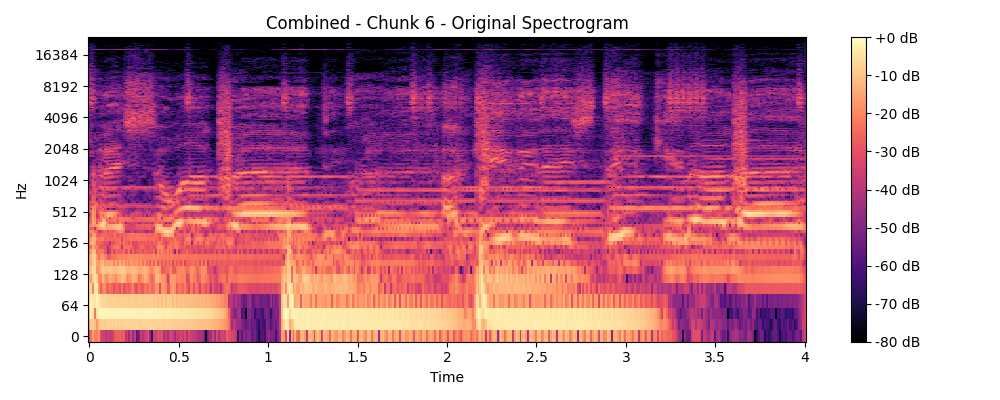 Combined - Chunk 6 - Original Spectrogram
Hz
16384
8192
4096
2048
1024
512
256
128
64
0
0 0.5 1 1.5 2 2.5 3 3.5 4
Time
+0 dB
-10 dB
-20 dB
-30 dB
-40 dB
-50 dB
-60 dB
-70 dB
-80 dB